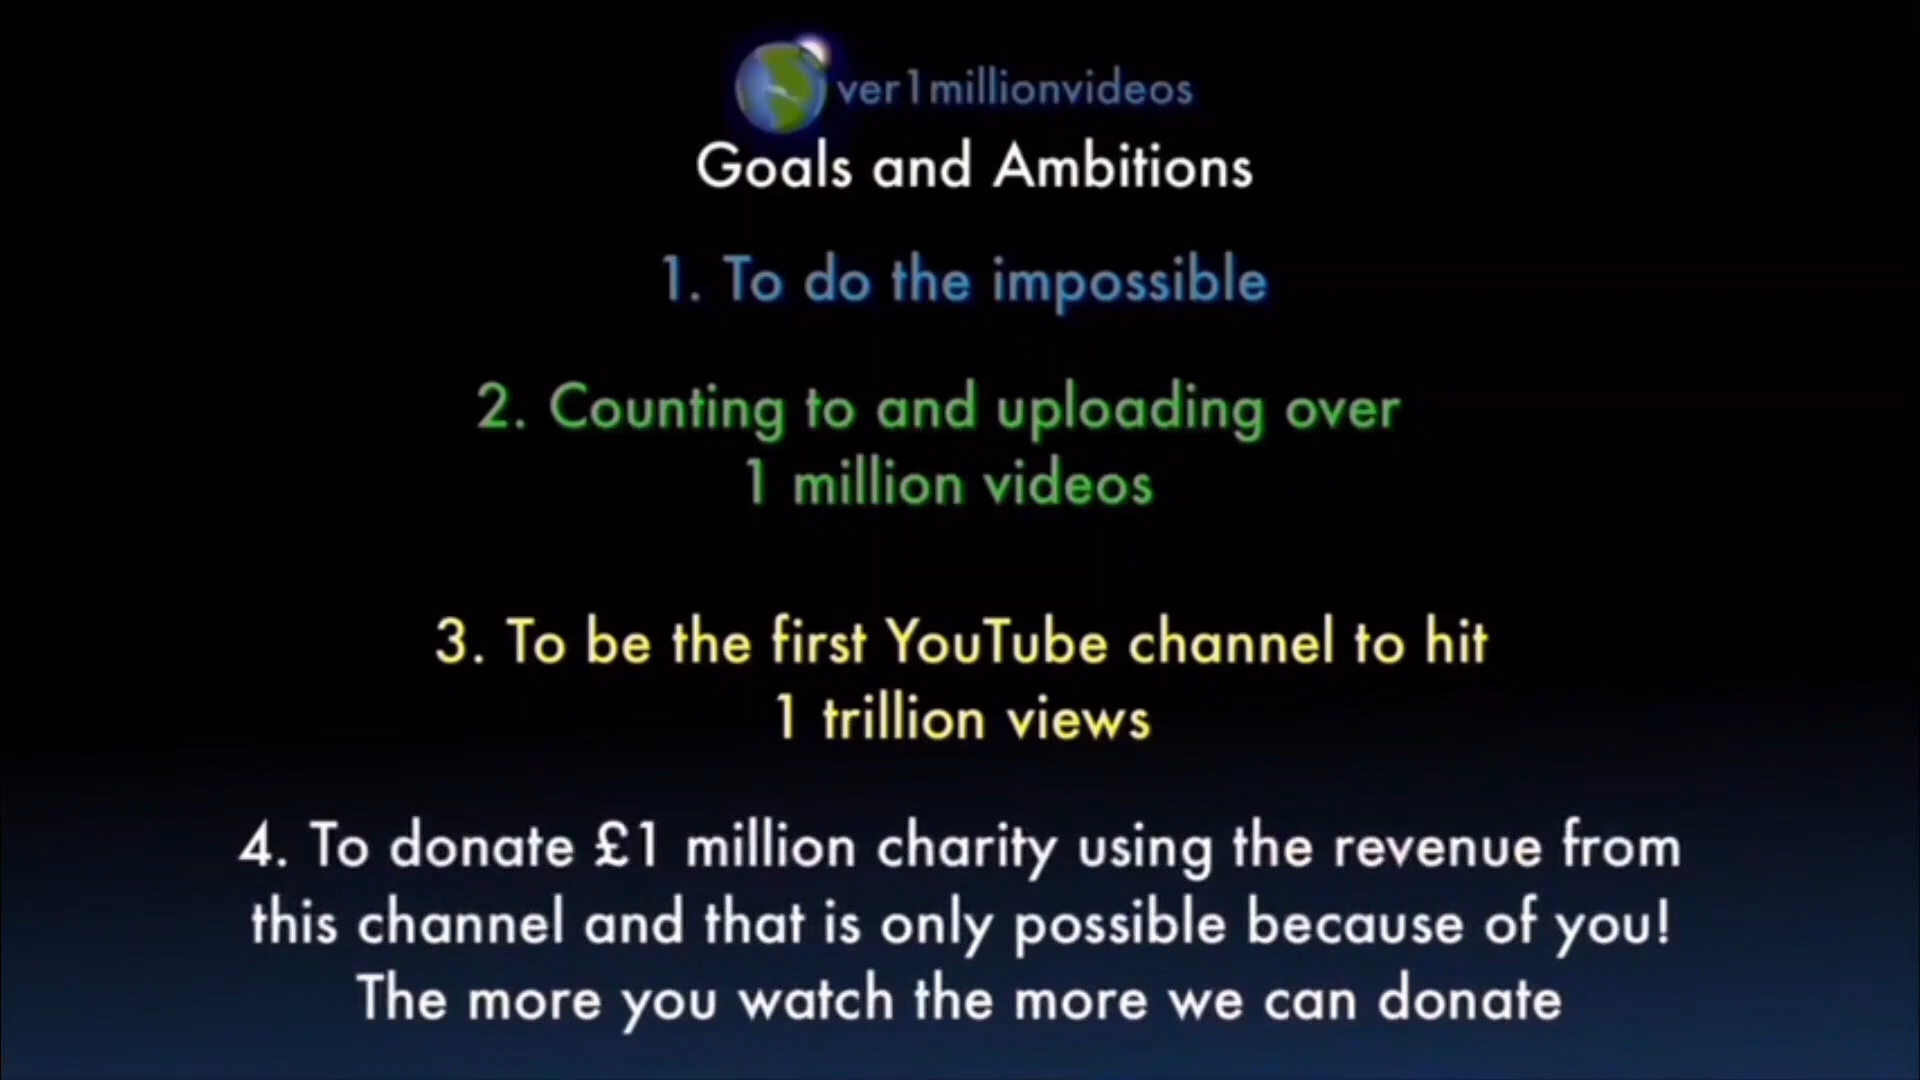 ver1millionvideos
Goals and Ambitions
1. To do the impossible
2. Counting to and uploading over
1 million videos
3. To be the first YouTube channel to hit
1 trillion views
4. To donate £1 million charity using the revenue from
this channel and that is only possible because of you!
The more you watch the more we can donate